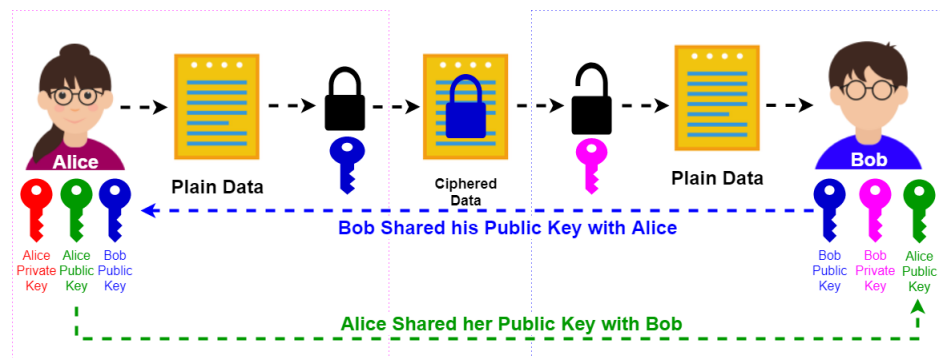 Alice
Bob
Plain Data
Ciphered
Data
Plain Data
Bob Shared his Public Key with Alice
Alice
Private
Key
Alice
Public
Key
Bob
Public
Key
Bob
Public
Key
Bob
Private
Key
Alice
Public
Key
Alice Shared her Public Key with Bob